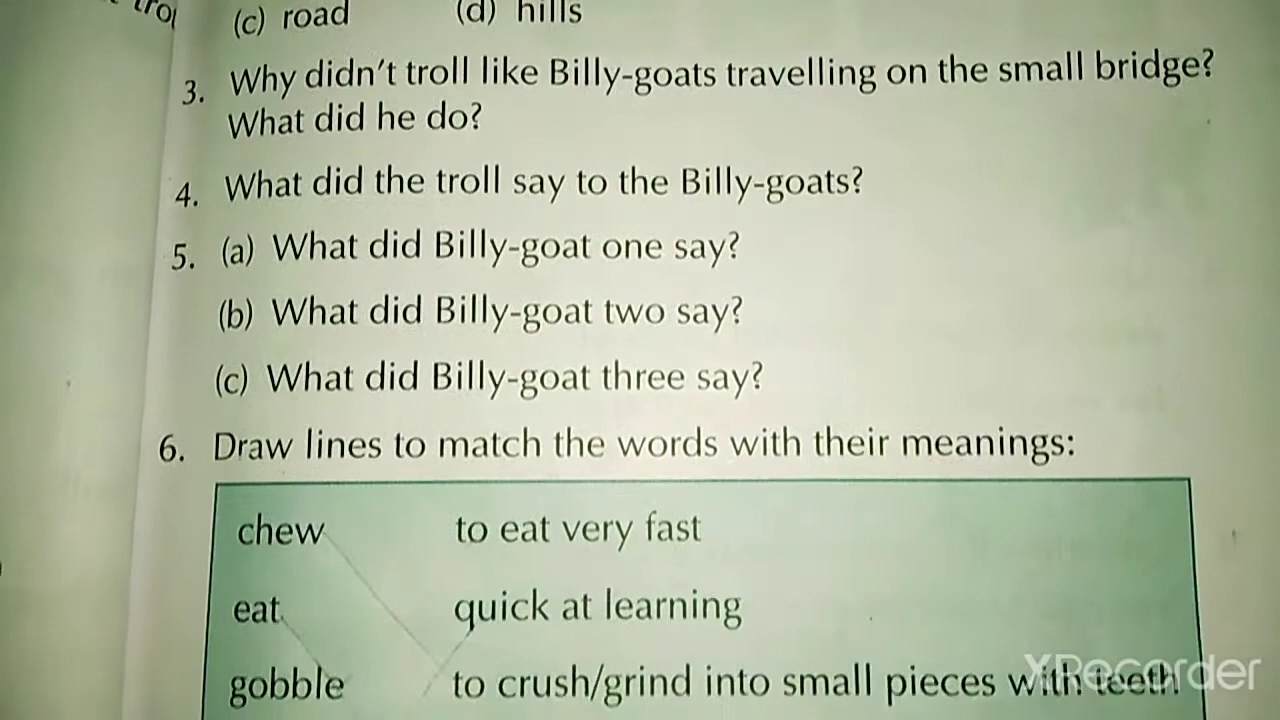 (c) road (d) hills
3. Why didn't troll like Billy-goats travelling on the small bridge?
What did he do?
4. What did the troll say to the Billy-goats?
5. (a) What did Billy-goat one say?
(b) What did Billy-goat two say?
(c) What did Billy-goat three say?
6. Draw lines to match the words with their meanings:
chew to eat very fast
eat quick at learning
gobble to crush/grind into small pieces with teeth
XRecorder